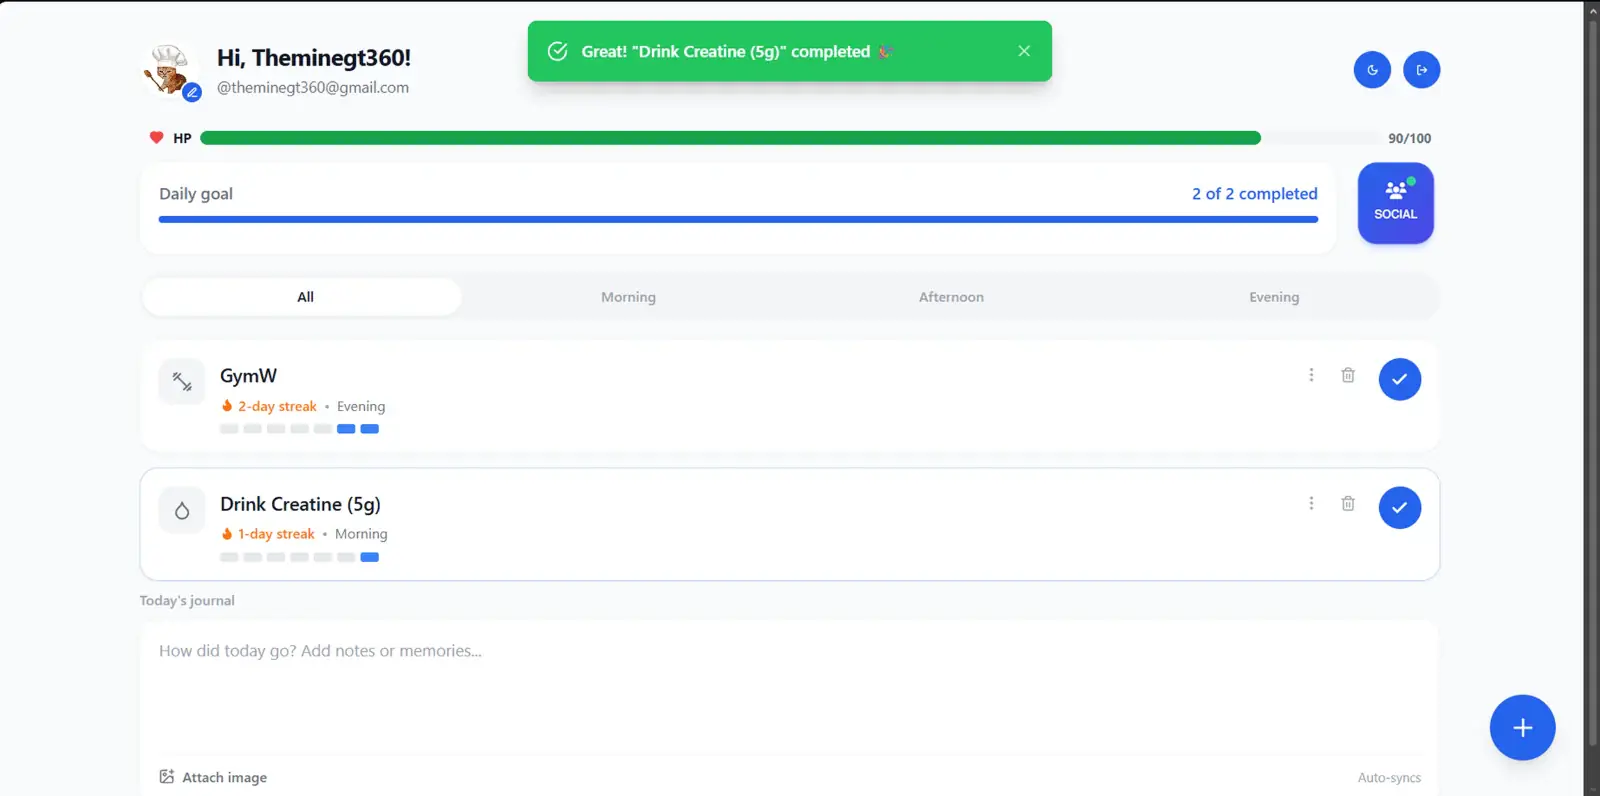 Great! "Drink Creatine (5g)" completed 🎉
Hi, Theminegt360!
@theminegt360@gmail.com
HP
90/100
Daily goal
2 of 2 completed
SOCIAL
All
Morning
Afternoon
Evening
GymW
2-day streak • Evening
Drink Creatine (5g)
1-day streak • Morning
Today's journal
How did today go? Add notes or memories...
Attach image
Auto-syncs